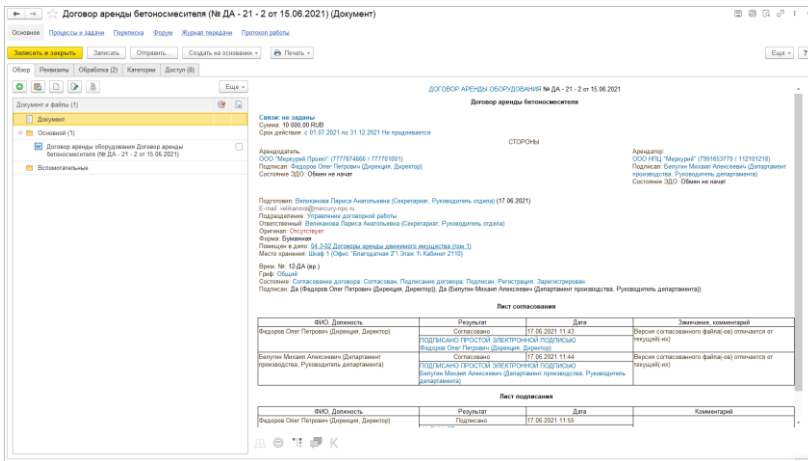 Договор аренды бетоносмесителя (№ ДА - 21 - 2 от 15.06.2021) (Документ)
Основное Процессы и задачи Переписка Форум Журнал передачи Протокол работы
Записать и закрыть Записать Отправить... Создать на основании Печать Еще ?
Обзор Реквизиты Обработка (2) Категории Доступ (8)
Еще
Документ и файлы (1)
Документ
Основной (1)
Договор аренды оборудования Договор аренды
бетоносмесителя (№ ДА - 21 - 2 от 15.06.2021)
Вспомогательные
ДОГОВОР АРЕНДЫ ОБОРУДОВАНИЯ № ДА - 21 - 2 от 15.06.2021
Договор аренды бетоносмесителя
Связи: не заданы
Сумма: 10 000,00 RUB
Срок действия: с 01.07.2021 по 31.12.2021 Не продлевается
СТОРОНЫ
Арендодатель:
ООО "Меркурий Проект" (7777874666 / 777701001)
Подписал: Федоров Олег Петрович (Дирекция, Директор)
Состояние ЭДО: Обмен не начат
Арендатор:
ООО НПЦ "Меркурий" (7991653779 / 112101218)
Подписал: Белугин Михаил Алексеевич (Департамент
производства, Руководитель департамента)
Состояние ЭДО: Обмен не начат
Подготовил: Великанова Лариса Анатольевна (Секретариат, Руководитель отдела) (17.06.2021)
E-mail: velikanova@mercury-npo.ru
Подразделение: Управление договорной работы
Ответственный: Великанова Лариса Анатольевна (Секретариат, Руководитель отдела)
Оригинал: Отсутствует
Форма: Бумажная
Помещен в дело: 04.3-02 Договоры аренды движимого имущества (том 1)
Место хранения: Шкаф 1 (Офис "Благодатная 2"\ Этаж 1\ Кабинет 2110)
Врем. №: 12-ДА (вр.)
Гриф: Общий
Состояние: Согласование договора: Согласован, Подписание договора: Подписан, Регистрация: Зарегистрирован
Подписан: Да (Федоров Олег Петрович (Дирекция, Директор)), Да (Белугин Михаил Алексеевич (Департамент производства, Руководитель департамента))
Лист согласования
ФИО, Должность Результат Дата Замечание, комментарий
Федоров Олег Петрович (Дирекция, Директор) Согласовано 17.06.2021 11:43 Версия согласованного файла(-ов) отличается от
текущей(-их)
ПОДПИСАНО ПРОСТОЙ ЭЛЕКТРОННОЙ ПОДПИСЬЮ
Федоров Олег Петрович (Дирекция, Директор)
Белугин Михаил Алексеевич (Департамент
производства, Руководитель департамента) Согласовано 17.06.2021 11:44 Версия согласованного файла(-ов) отличается от
текущей(-их)
ПОДПИСАНО ПРОСТОЙ ЭЛЕКТРОННОЙ ПОДПИСЬЮ
Белугин Михаил Алексеевич (Департамент производства, Руководитель
департамента)
Лист подписания
ФИО, Должность Результат Дата Комментарий
Федоров Олег Петрович (Дирекция, Директор) Подписано 17.06.2021 11:55